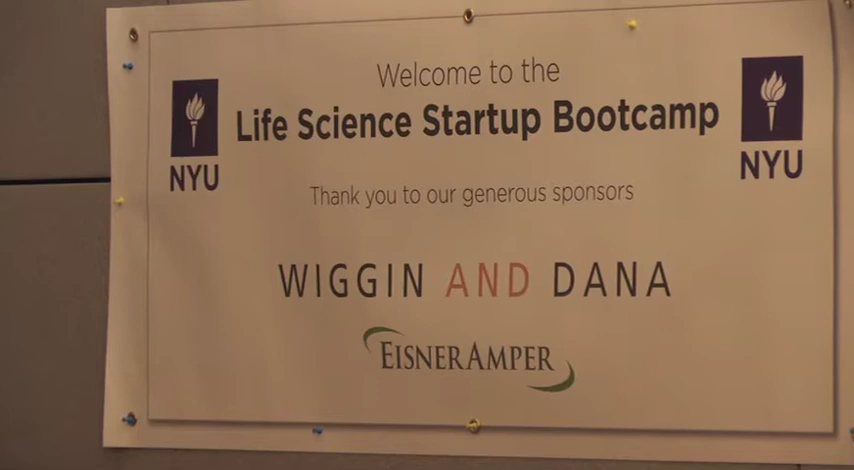 Welcome to the
Life Science Startup Bootcamp
NYU
NYU
Thank you to our generous sponsors
WIGGIN AND DANA
EISNERAMPER